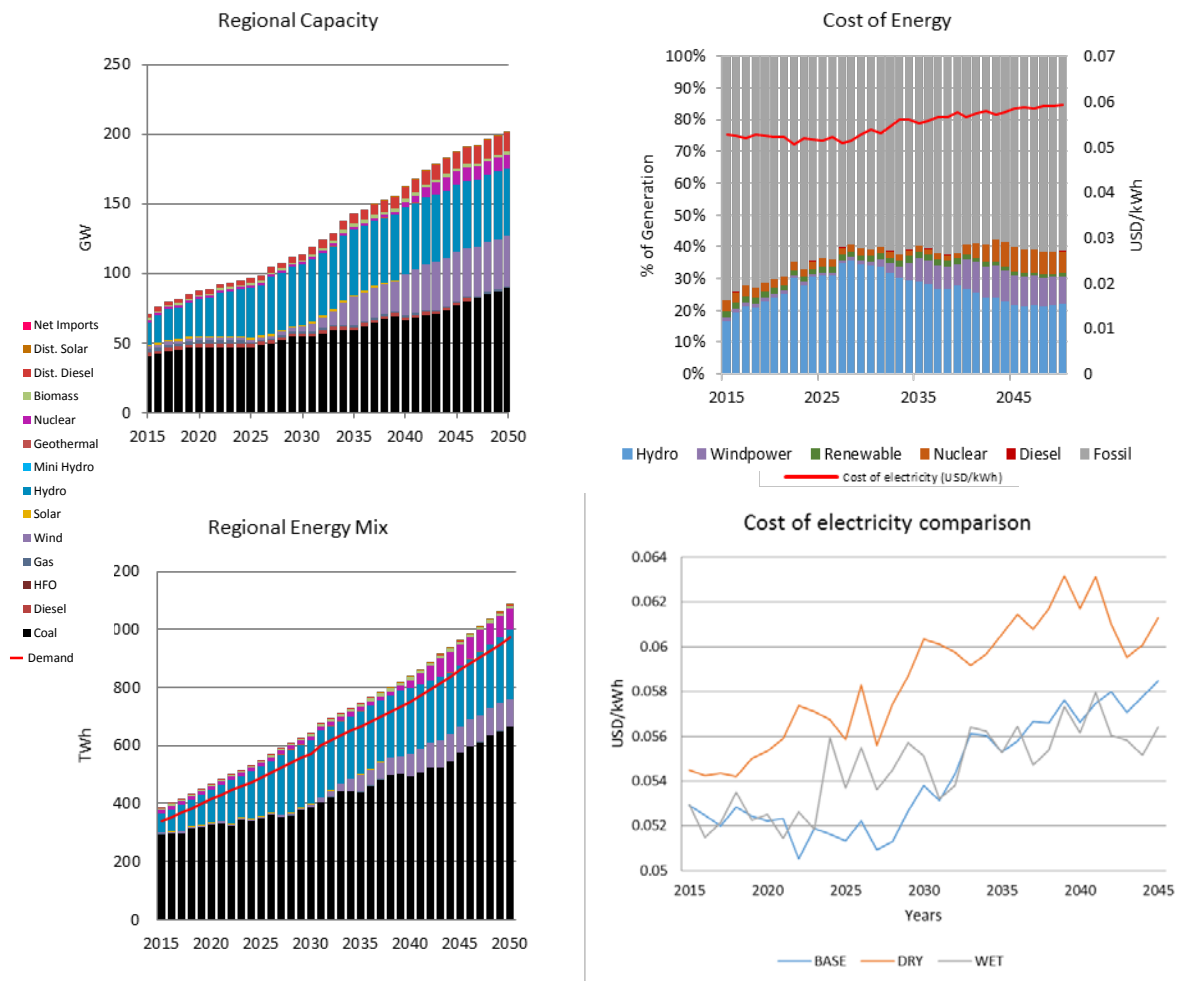 Regional Capacity
250
200
150
100
50
0
GW
2015 2020 2025 2030 2035 2040 2045 2050
Net Imports
Dist. Solar
Dist. Diesel
Biomass
Nuclear
Geothermal
Mini Hydro
Hydro
Solar
Wind
Gas
HFO
Diesel
Coal
Demand
Cost of Energy
100%
90%
80%
70%
60%
50%
40%
30%
20%
10%
0%
% of Generation
0.07
0.06
0.05
0.04
0.03
0.02
0.01
0
USD/kWh
2015 2025 2035 2045
Hydro Windpower Renewable Nuclear Diesel Fossil
Cost of electricity (USD/kWh)
Regional Energy Mix
200
000
800
600
400
200
0
TWh
2015 2020 2025 2030 2035 2040 2045 2050
Cost of electricity comparison
0.064
0.062
0.06
0.058
0.056
0.054
0.052
0.05
USD/kWh
2015 2020 2025 2030 2035 2040 2045
Years
BASE DRY WET